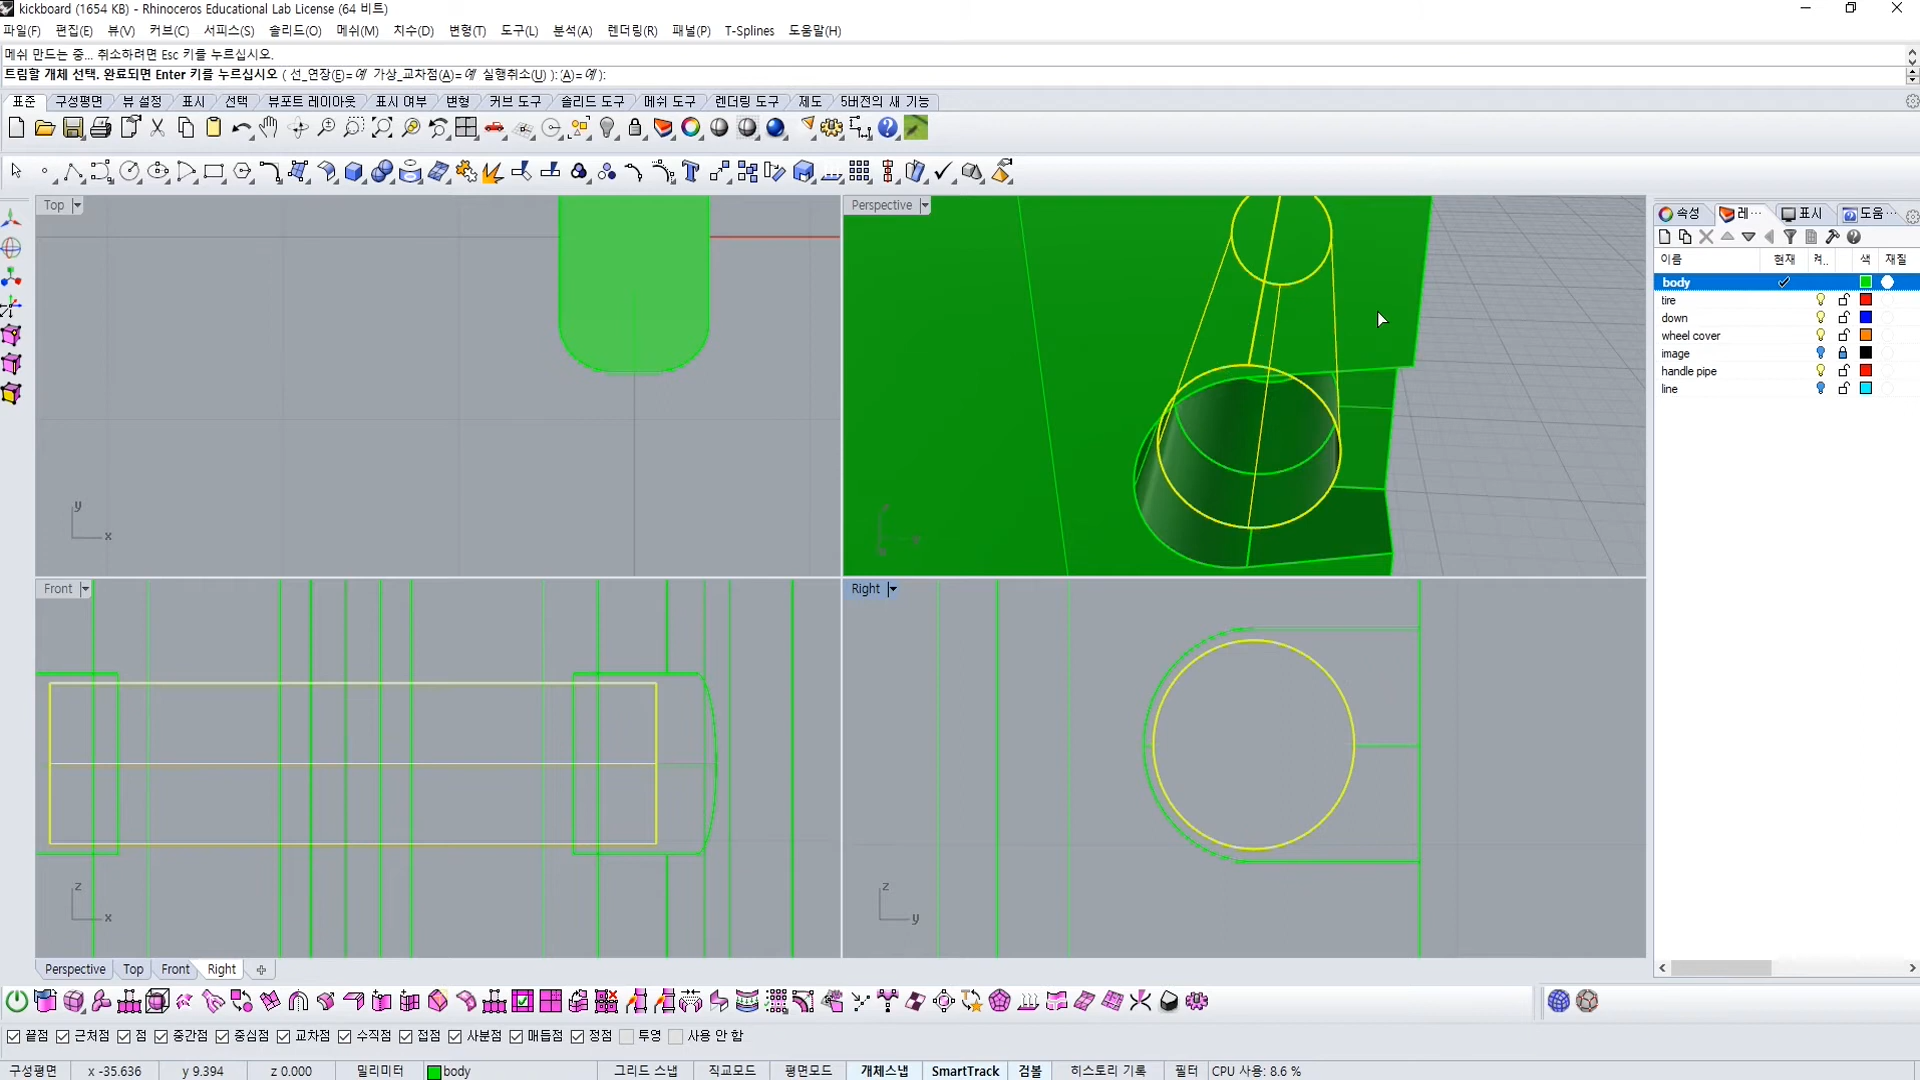 kickboard (1654 KB) - Rhinoceros Educational Lab License (64 비트)
파일(F) 편집(E) 뷰(V) 커브(C) 서피스(S) 솔리드(O) 메쉬(M) 치수(D) 변형(T) 도구(L) 분석(A) 렌더링(R) 패널(P) T-Splines 도움말(H)
메쉬 만드는 중... 취소하려면 Esc 키를 누르십시오.
트림할 개체 선택. 완료되면 Enter 키를 누르십시오 ( 선_연장(E)=예 가상_교차점(A)=예 실행취소(U) ):(A)=예):
표준 구성평면 뷰 설정 표시 선택 뷰포트 레이아웃 표시 여부 변형 커브 도구 솔리드 도구 메쉬 도구 렌더링 도구 제도 5버전의 새 기능
Top
Perspective
속성 레... 표시 도움...
이름 현재 켜.. 색 재질
body
tire
down
wheel cover
image
handle pipe
line
y
x
Front
Right
z
x
z
y
Perspective Top Front Right
끝점 근처점 점 중간점 중심점 교차점 수직점 접점 사분점 매듭점 정점 투영 사용 안 함
구성평면 x -35.636 y 9.394 z 0.000 밀리미터 body 그리드 스냅 직교모드 평면모드 개체스냅 SmartTrack 검볼 히스토리 기록 필터 CPU 사용: 8.6 %